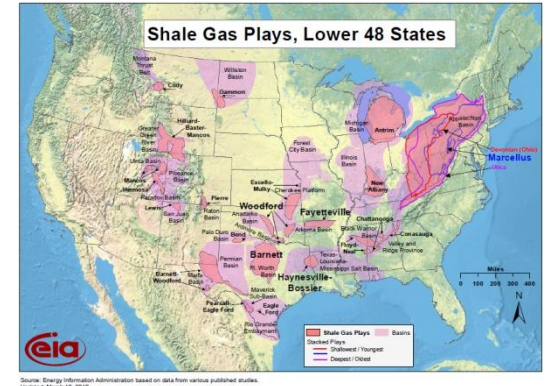 Shale Gas Plays, Lower 48 States
Montana
Thrust
Belt
Cody
Williston
Basin
Gammon
Hilliard-
Baxter-
Mancos
Greater
Green
River
Basin
Uinta Basin
Piceance
Basin
Mancos
Hermosa
Paradox Basin
Lewis
San Juan
Basin
Pierre
Raton
Basin
Michigan
Basin
Antrim
Appalachian
Basin
Devonian (Ohio)
Marcellus
Utica
Forest
City Basin
Illinois
Basin
New
Albany
Excello-
Mulky
Cherokee Platform
Woodford
Fayetteville
Anadarko
Basin
Arkoma Basin
Palo Duro
Basin
Bend
Chattanooga
Black Warrior
Basin
Conasauga
Floyd-
Neal
Valley and
Ridge Province
Barnett
Ft. Worth
Basin
Permian
Basin
Haynesville-
Bossier
Texas-
Louisiana-
Mississippi Salt Basin
Barnett-
Woodford
Marfa
Basin
Maverick
Sub-Basin
Pearsall-
Eagle Ford
Eagle
Ford
Rio Grande
Embayment
Miles
0 100 200 300 400
N
eia
Shale Gas Plays
Basins
Stacked Plays
Shallowest / Youngest
Deepest / Oldest
Source: Energy Information Administration based on data from various published studies.